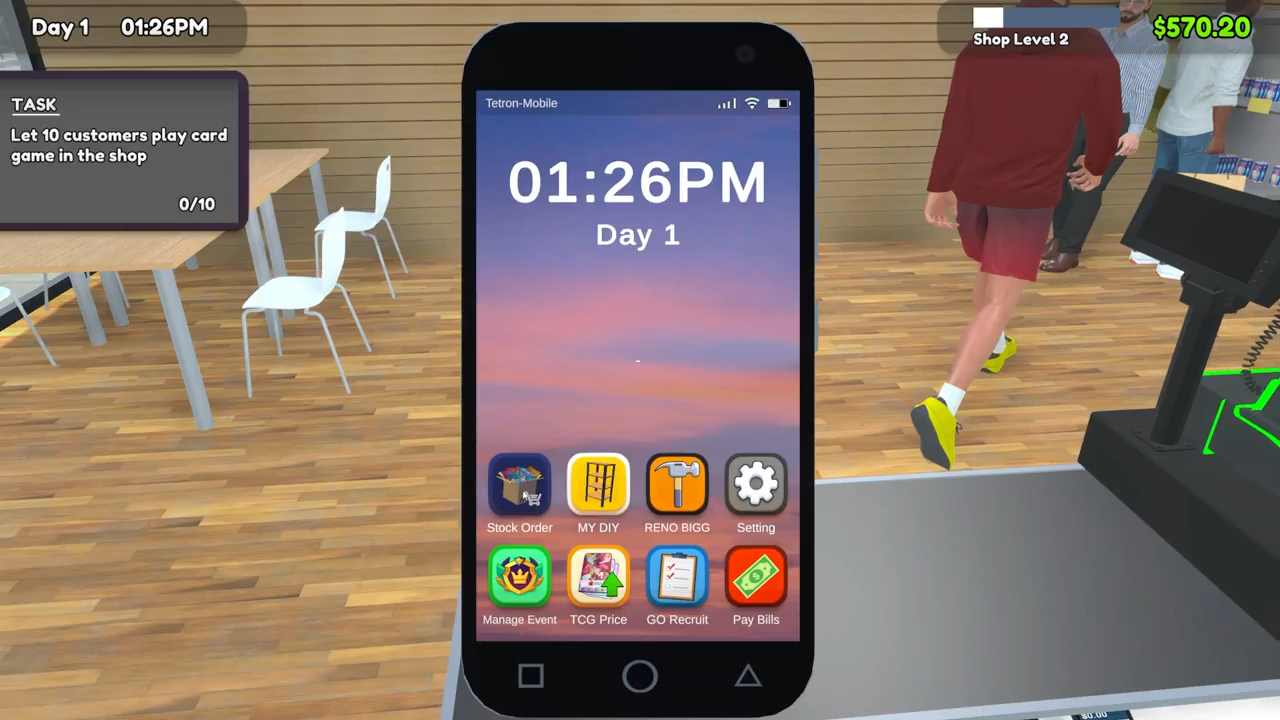 Day 1 01:26PM
Shop Level 2
$570.20
TASK
Let 10 customers play card
game in the shop
0/10
Tetron-Mobile
01:26PM
Day 1
Stock Order
MY DIY
RENO BIGG
Setting
Manage Event
TCG Price
GO Recruit
Pay Bills
$0.00